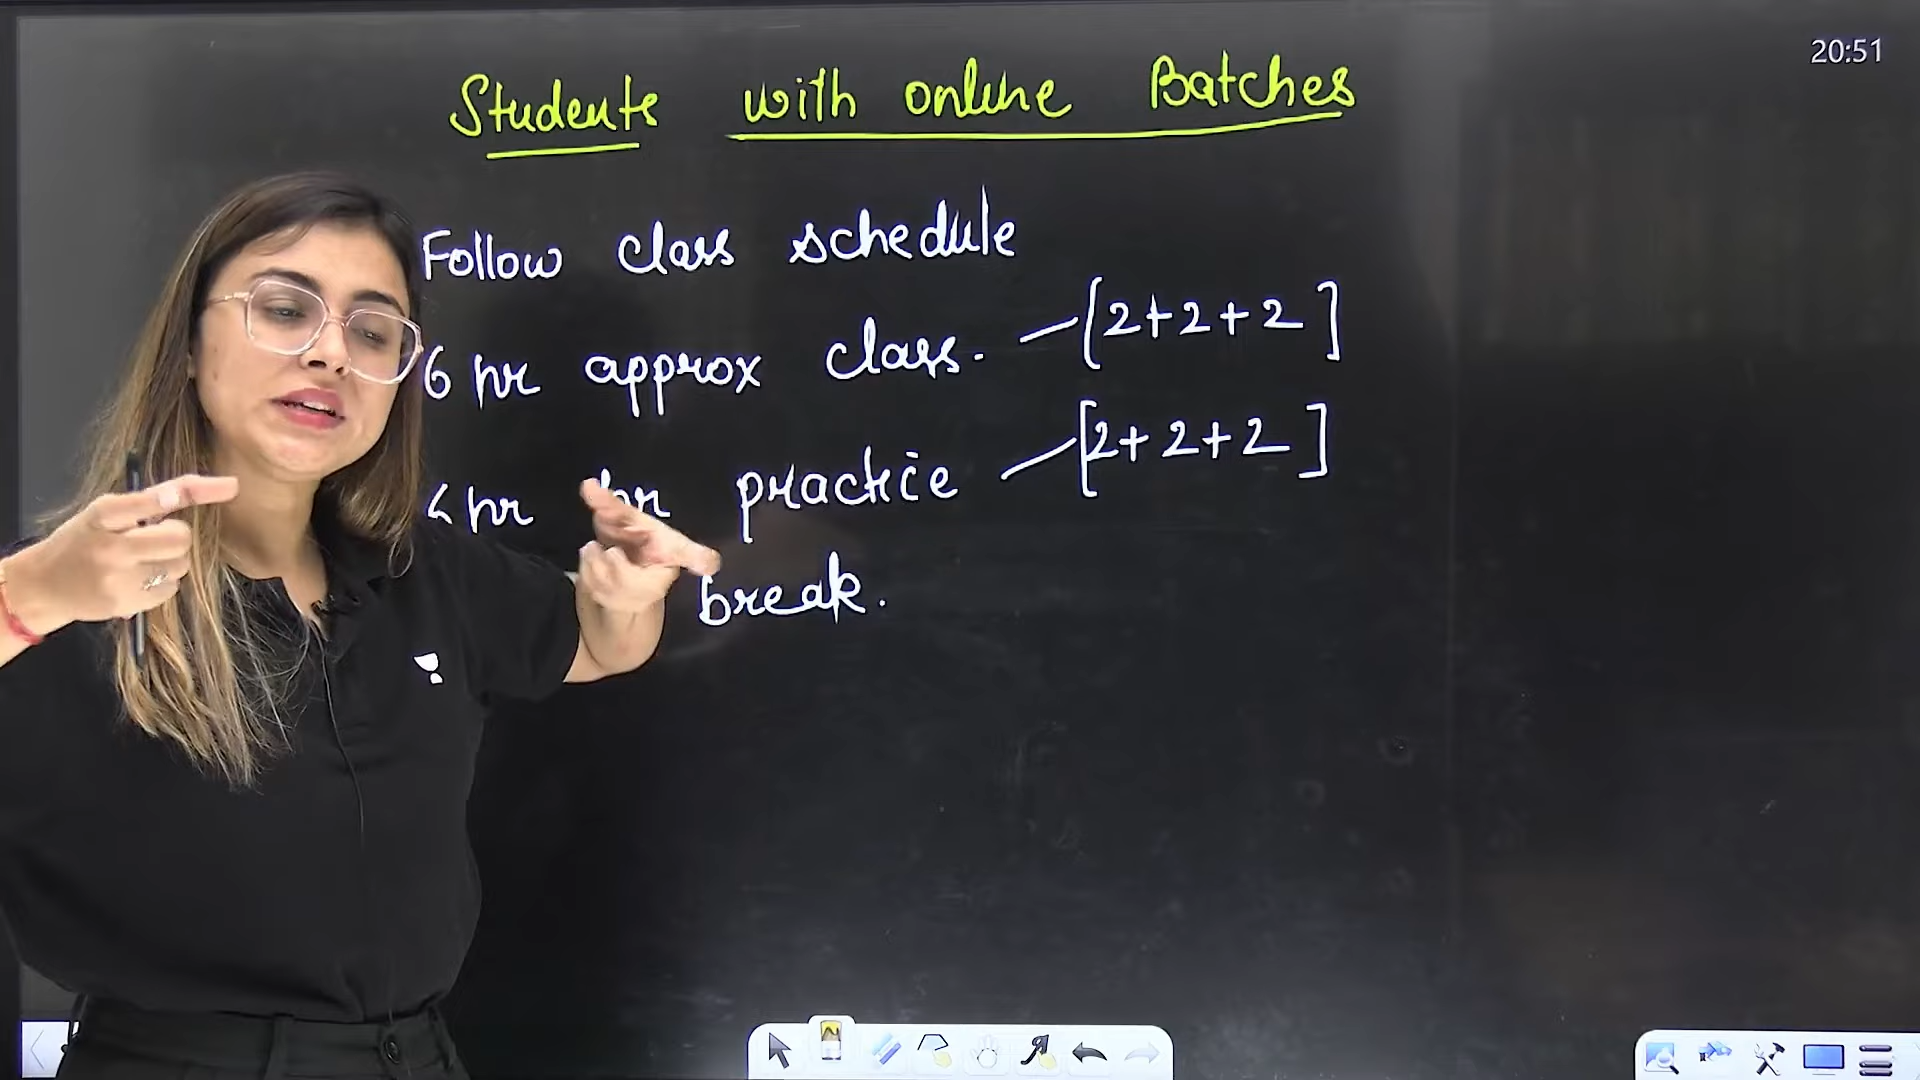 20:51
Students with online Batches
Follow class schedule
6 hr approx class. - [2+2+2]
hr practice - [2+2+2]
break.